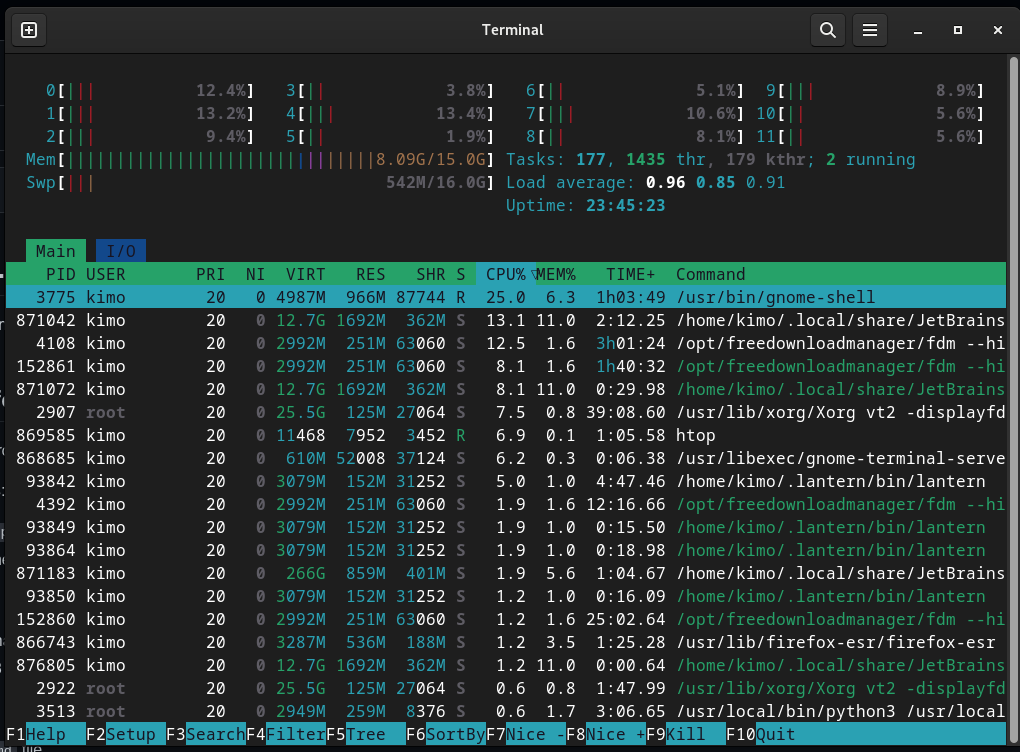 Terminal
0[||| 12.4%] 3[|| 3.8%] 6[|| 5.1%] 9[||| 8.9%]
1[||| 13.2%] 4[||| 13.4%] 7[||| 10.6%] 10[|| 5.6%]
2[||| 9.4%] 5[|| 1.9%] 8[|| 8.1%] 11[|| 5.6%]
Mem[|||||||||||||||||||||||||||||||8.09G/15.0G] Tasks: 177, 1435 thr, 179 kthr; 2 running
Swp[||| 542M/16.0G] Load average: 0.96 0.85 0.91
Uptime: 23:45:23
Main I/O
PID USER PRI NI VIRT RES SHR S CPU%▽MEM% TIME+ Command
3775 kimo 20 0 4987M 966M 87744 R 25.0 6.3 1h03:49 /usr/bin/gnome-shell
871042 kimo 20 0 12.7G 1692M 362M S 13.1 11.0 2:12.25 /home/kimo/.local/share/JetBrains
4108 kimo 20 0 2992M 251M 63060 S 12.5 1.6 3h01:24 /opt/freedownloadmanager/fdm --hi
152861 kimo 20 0 2992M 251M 63060 S 8.1 1.6 1h40:32 /opt/freedownloadmanager/fdm --hi
871072 kimo 20 0 12.7G 1692M 362M S 8.1 11.0 0:29.98 /home/kimo/.local/share/JetBrains
2907 root 20 0 25.5G 125M 27064 S 7.5 0.8 39:08.60 /usr/lib/xorg/Xorg vt2 -displayfd
869585 kimo 20 0 11468 7952 3452 R 6.9 0.1 1:05.58 htop
868685 kimo 20 0 610M 52008 37124 S 6.2 0.3 0:06.38 /usr/libexec/gnome-terminal-serve
93842 kimo 20 0 3079M 152M 31252 S 5.0 1.0 4:47.46 /home/kimo/.lantern/bin/lantern
4392 kimo 20 0 2992M 251M 63060 S 1.9 1.6 12:16.66 /opt/freedownloadmanager/fdm --hi
93849 kimo 20 0 3079M 152M 31252 S 1.9 1.0 0:15.50 /home/kimo/.lantern/bin/lantern
93864 kimo 20 0 3079M 152M 31252 S 1.9 1.0 0:18.98 /home/kimo/.lantern/bin/lantern
871183 kimo 20 0 266G 859M 401M S 1.9 5.6 1:04.67 /home/kimo/.local/share/JetBrains
93850 kimo 20 0 3079M 152M 31252 S 1.2 1.0 0:16.09 /home/kimo/.lantern/bin/lantern
152860 kimo 20 0 2992M 251M 63060 S 1.2 1.6 25:02.64 /opt/freedownloadmanager/fdm --hi
866743 kimo 20 0 3287M 536M 188M S 1.2 3.5 1:25.28 /usr/lib/firefox-esr/firefox-esr
876805 kimo 20 0 12.7G 1692M 362M S 1.2 11.0 0:00.64 /home/kimo/.local/share/JetBrains
2922 root 20 0 25.5G 125M 27064 S 0.6 0.8 1:47.99 /usr/lib/xorg/Xorg vt2 -displayfd
3513 root 20 0 2949M 259M 8376 S 0.6 1.7 3:06.65 /usr/local/bin/python3 /usr/local
F1Help F2Setup F3SearchF4FilterF5Tree F6SortByF7Nice -F8Nice +F9Kill F10Quit